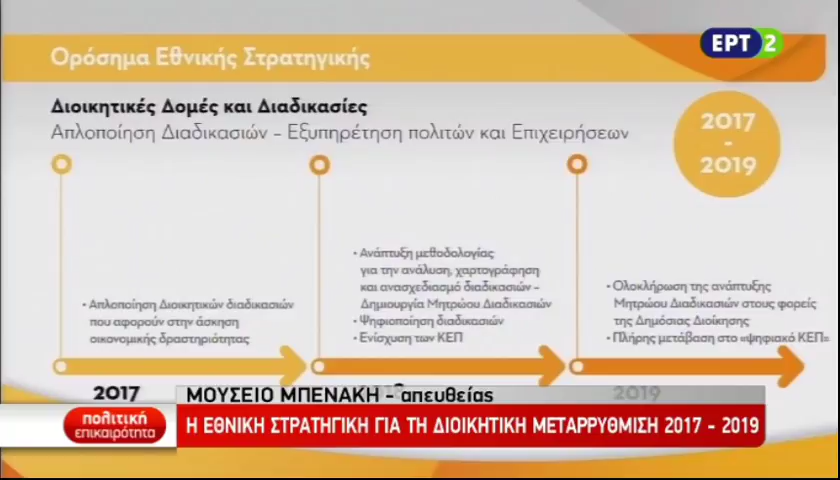 Ορόσημα Εθνικής Στρατηγικής
ΕΡΤ2
Διοικητικές Δομές και Διαδικασίες
Απλοποίηση Διαδικασιών – Εξυπηρέτηση πολιτών και Επιχειρήσεων
2017
-
2019
• Απλοποίηση Διοικητικών διαδικασιών
που αφορούν στην άσκηση
οικονομικής δραστηριότητας
• Ανάπτυξη μεθοδολογίας
για την ανάλυση, χαρτογράφηση
και ανασχεδιασμό διαδικασιών –
Δημιουργία Μητρώου Διαδικασιών
• Ψηφιοποίηση διαδικασιών
• Ενίσχυση των ΚΕΠ
• Ολοκλήρωση της ανάπτυξης
Μητρώου Διαδικασιών στους φορείς
της Δημόσιας Διοίκησης
• Πλήρης μετάβαση στο «ψηφιακό ΚΕΠ»
2017
2019
ΜΟΥΣΕΙΟ ΜΠΕΝΑΚΗ – απευθείας
πολιτική
επικαιρότητα
Η ΕΘΝΙΚΗ ΣΤΡΑΤΗΓΙΚΗ ΓΙΑ ΤΗ ΔΙΟΙΚΗΤΙΚΗ ΜΕΤΑΡΡΥΘΜΙΣΗ 2017 - 2019